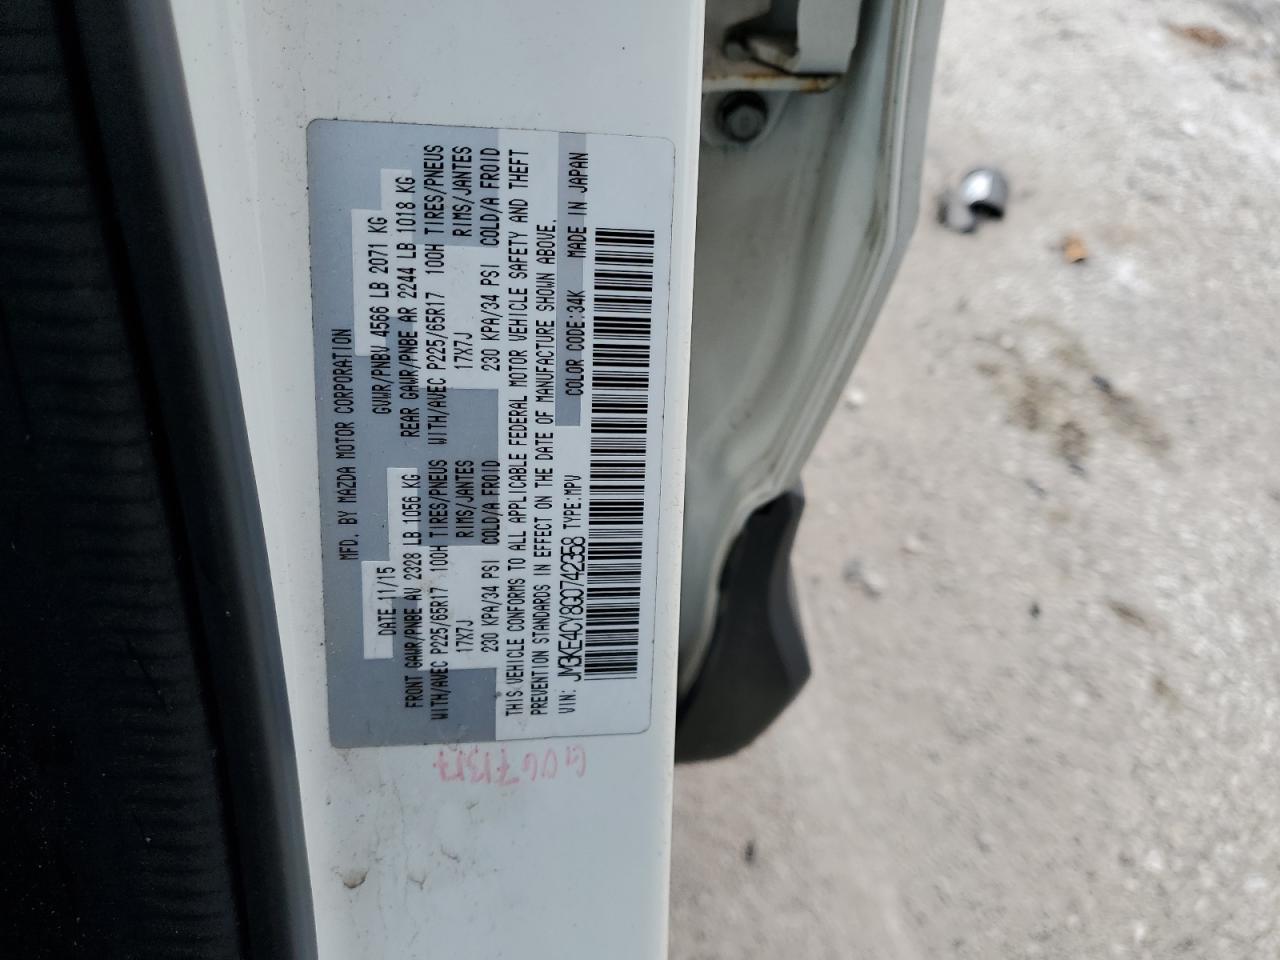 MFD. BY MAZDA MOTOR CORPORATION
DATE 11/15 GVWR/PNBV 4566 LB 2071 KG
FRONT GAWR/PNBE AV 2328 LB 1056 KG REAR GAWR/PNBE AR 2244 LB 1018 KG
WITH/AVEC P225/65R17 100H TIRES/PNEUS WITH/AVEC P225/65R17 100H TIRES/PNEUS
17X7J RIMS/JANTES 17X7J RIMS/JANTES
230 KPA/34 PSI COLD/A FROID 230 KPA/34 PSI COLD/A FROID
THIS VEHICLE CONFORMS TO ALL APPLICABLE FEDERAL MOTOR VEHICLE SAFETY AND THEFT
PREVENTION STANDARDS IN EFFECT ON THE DATE OF MANUFACTURE SHOWN ABOVE.
VIN: JM3KE4CY8G0742358 TYPE:MPV COLOR CODE:34K MADE IN JAPAN